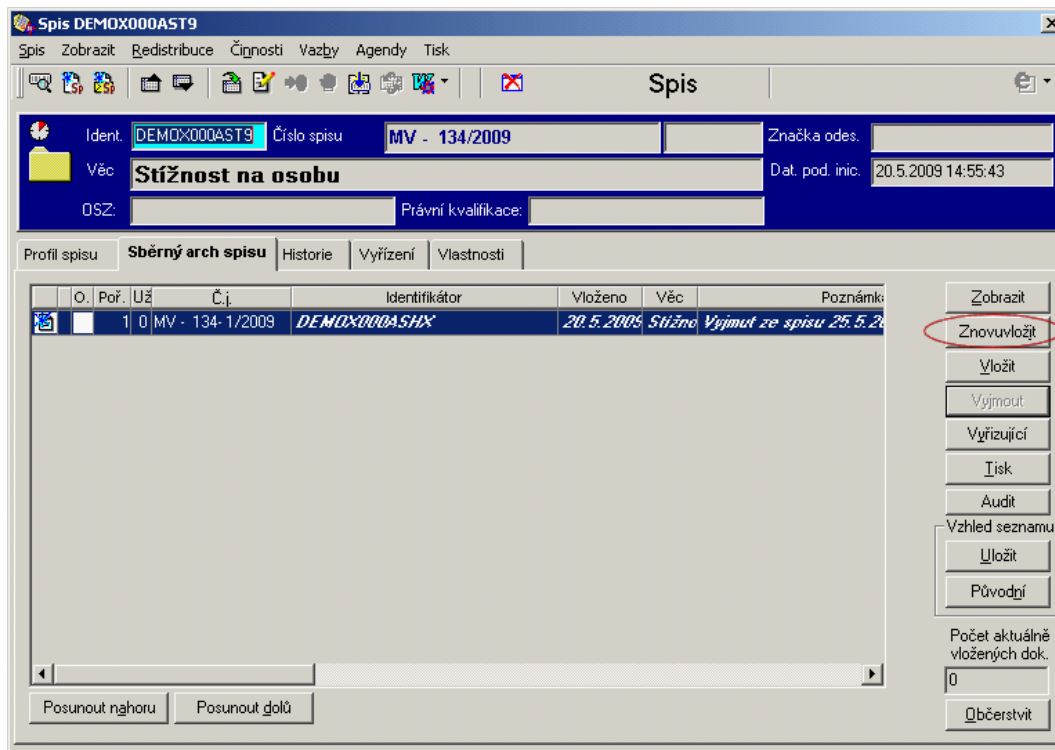 Spis DEMOX000AST9
Spis Zobrazit Redistribuce Činnosti Vazby Agendy Tisk
Spis
Ident. DEMOX000AST9 Číslo spisu MV - 134/2009 Značka odes.
Věc Stížnost na osobu Dat. pod. inic. 20.5.2009 14:55:43
OSZ: Právní kvalifikace:
Profil spisu Sběrný arch spisu Historie Vyřízení Vlastnosti
O. Poř. Už Č.j. Identifikátor Vloženo Věc Poznámk
1 0 MV - 134- 1/2009 DEMOX000ASHX 20.5.2009 Stížno Vyjmut ze spisu 25.5.20
Zobrazit
Znovuvložit
Vložit
Vyjmout
Vyřizující
Tisk
Audit
Vzhled seznamu
Uložit
Původní
Počet aktuálně
vložených dok.
0
Občerstvit
Posunout nahoru Posunout dolů